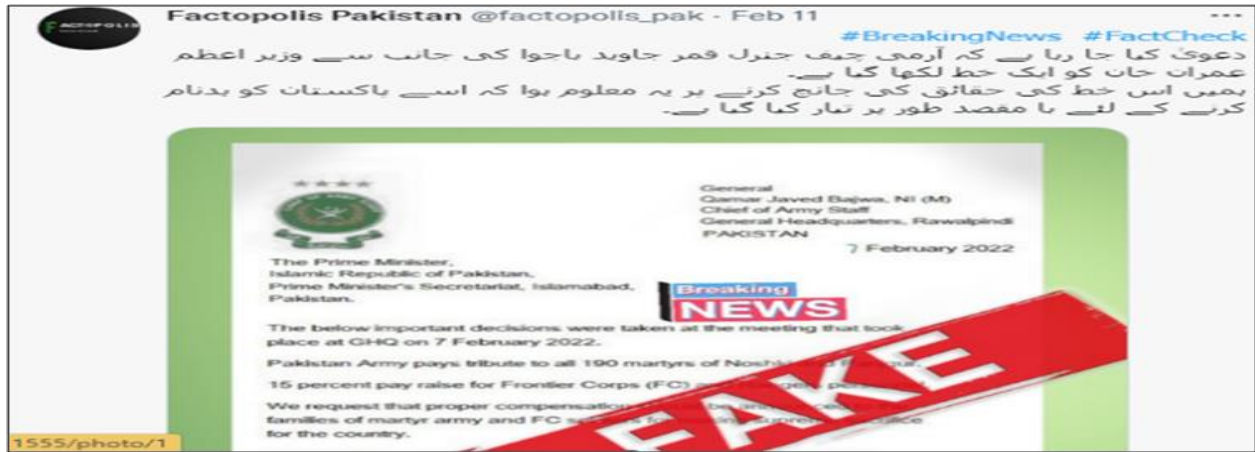 Factopolis Pakistan @factopolis_pak · Feb 11
#BreakingNews #FactCheck
دعویٰ کیا جا رہا ہے کہ آرمی چیف جنرل قمر جاوید باجوا کی جانب سے وزیر اعظم
عمران خان کو ایک خط لکھا گیا ہے۔
ہمیں اس خط کی حقائق کی جانچ کرنے پر یہ معلوم ہوا کہ اسے پاکستان کو بدنام
کرنے کے لئے با مقصد طور پر تیار کیا گیا ہے۔
General
Qamar Javed Bajwa, NI (M)
Chief of Army Staff
General Headquarters, Rawalpindi
PAKISTAN
7 February 2022
The Prime Minister,
Islamic Republic of Pakistan,
Prime Minister's Secretariat, Islamabad,
Pakistan.
Breaking
NEWS
The below important decisions were taken at the meeting that took
place at GHQ on 7 February 2022.
Pakistan Army pays tribute to all 190 martyrs of
15 percent pay raise for Frontier Corps (FC)
We request that proper compensation
families of martyr army and FC
for the country.
FAKE
1555/photo/1